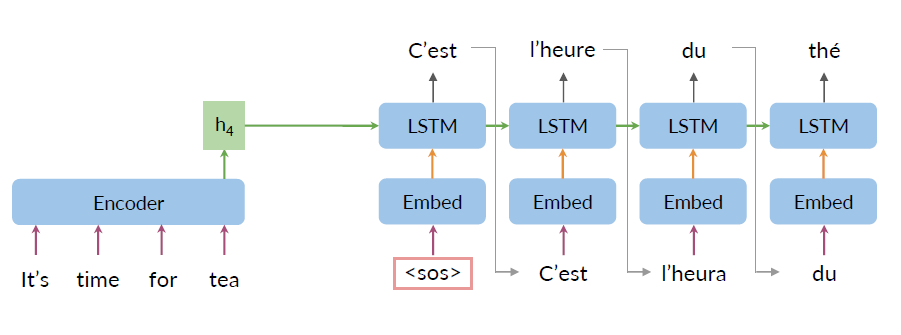 C'est l'heure du thé
h4 LSTM LSTM LSTM LSTM
Encoder Embed Embed Embed Embed
It's time for tea <sos> C'est l'heura du